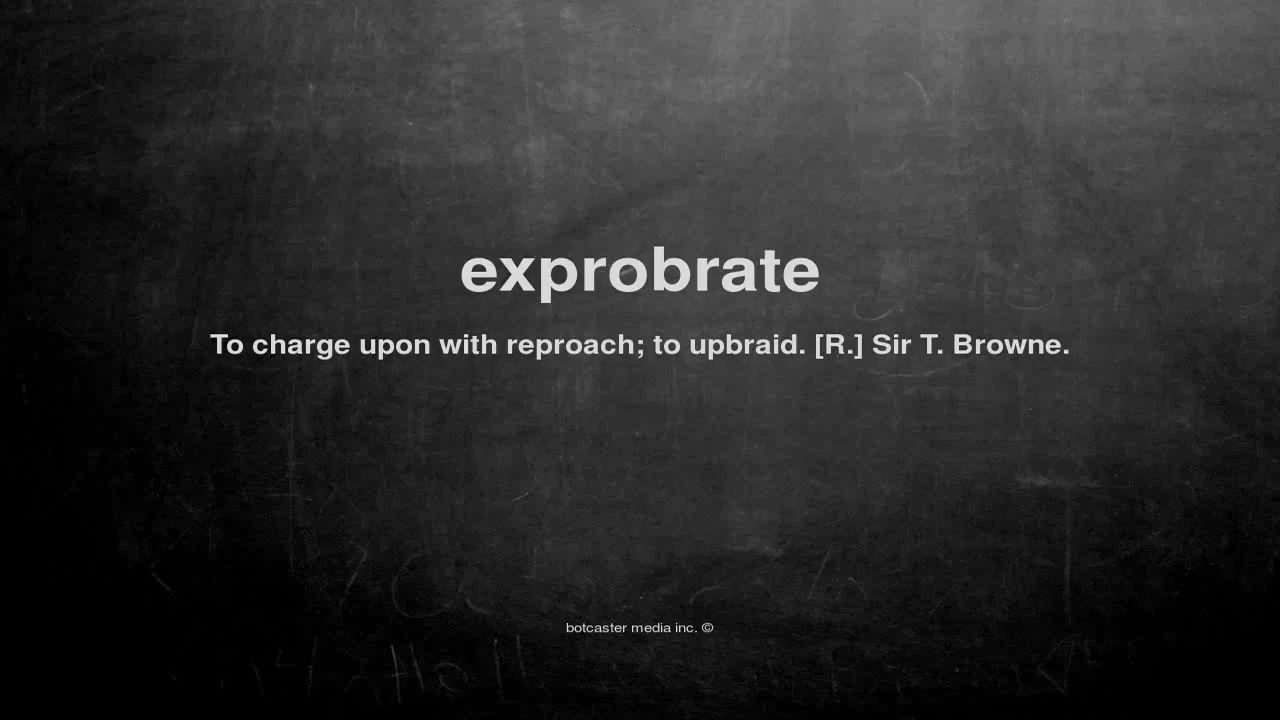 exprobrate
To charge upon with reproach; to upbraid. [R.] Sir T. Browne.
botcaster media inc. ©